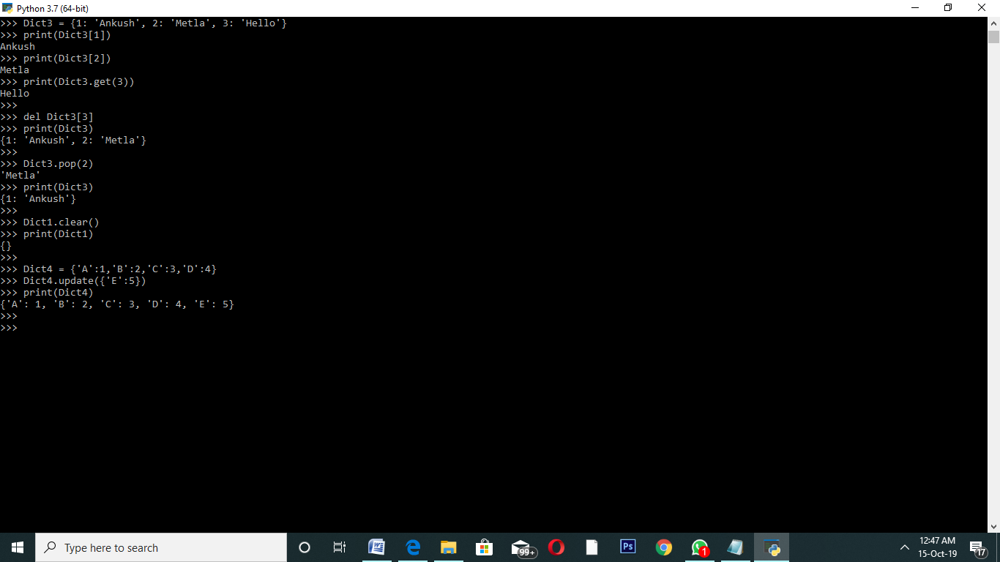 Python 3.7 (64-bit)
>>> Dict3 = {1: 'Ankush', 2: 'Metla', 3: 'Hello'}
>>> print(Dict3[1])
Ankush
>>> print(Dict3[2])
Metla
>>> print(Dict3.get(3))
Hello
>>>
>>> del Dict3[3]
>>> print(Dict3)
{1: 'Ankush', 2: 'Metla'}
>>>
>>> Dict3.pop(2)
'Metla'
>>> print(Dict3)
{1: 'Ankush'}
>>>
>>> Dict1.clear()
>>> print(Dict1)
{}
>>>
>>> Dict4 = {'A':1,'B':2,'C':3,'D':4}
>>> Dict4.update({'E':5})
>>> print(Dict4)
{'A': 1, 'B': 2, 'C': 3, 'D': 4, 'E': 5}
>>>
>>>
Type here to search
99+
Ps
1
12:47 AM
15-Oct-19
17